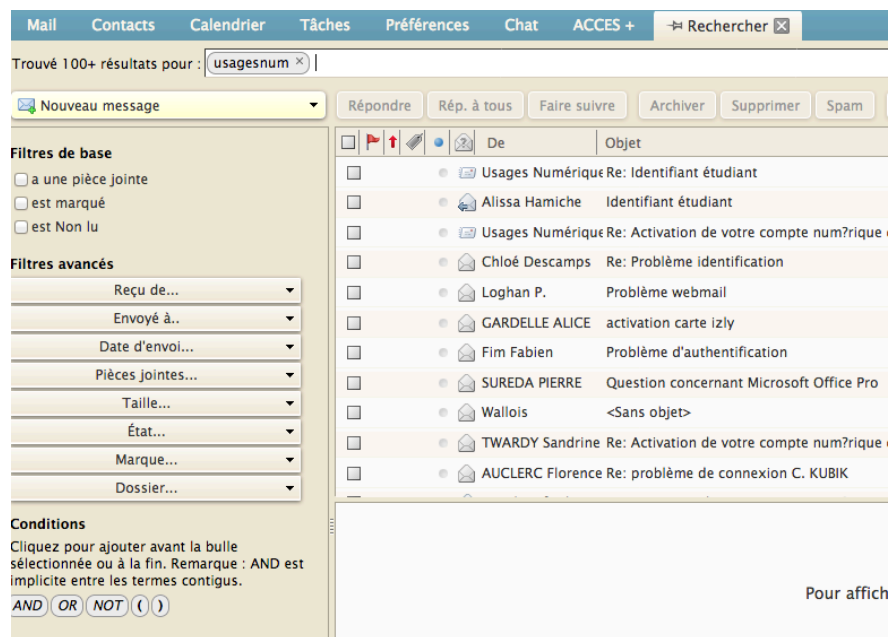 Mail Contacts Calendrier Tâches Préférences Chat ACCES + Rechercher
Trouvé 100+ résultats pour : usagesnum ×
Nouveau message
Répondre Rép. à tous Faire suivre Archiver Supprimer Spam
De Objet
Filtres de base
a une pièce jointe
est marqué
est Non lu
Filtres avancés
Reçu de...
Envoyé à..
Date d'envoi...
Pièces jointes...
Taille...
État...
Marque...
Dossier...
Conditions
Cliquez pour ajouter avant la bulle
sélectionnée ou à la fin. Remarque : AND est
implicite entre les termes contigus.
AND OR NOT ( )
Usages Numérique Re: Identifiant étudiant
Alissa Hamiche Identifiant étudiant
Usages Numérique Re: Activation de votre compte num?rique
Chloé Descamps Re: Problème identification
Loghan P. Problème webmail
GARDELLE ALICE activation carte izly
Fim Fabien Problème d'authentification
SUREDA PIERRE Question concernant Microsoft Office Pro
Wallois <Sans objet>
TWARDY Sandrine Re: Activation de votre compte num?rique
AUCLERC Florence Re: problème de connexion C. KUBIK
Pour affich